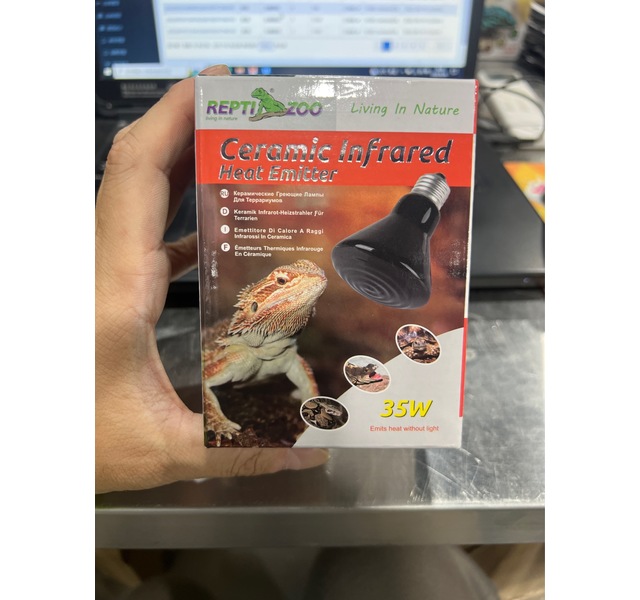 REPTI ZOO
living in nature
Living In Nature
Ceramic Infrared
Heat Emitter
RU Керамические Греющие Лампы
Для Террариумов
D Keramik Infrarot-Heizstrahler Für
Terrarien
I Emettitore Di Calore A Raggi
Infrarossi In Ceramica
F Émetteurs Thermiques Infrarouge
En Céramique
35W
Emits heat without light